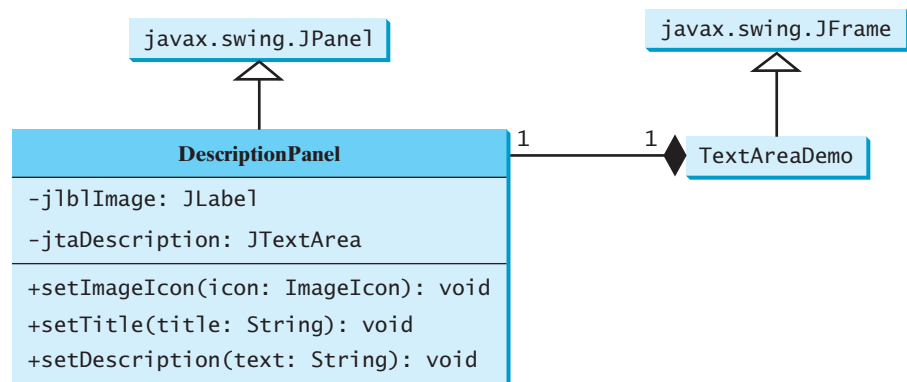 javax.swing.JPanel
javax.swing.JFrame
DescriptionPanel
1
1
TextAreaDemo
-jlblImage: JLabel
-jtaDescription: JTextArea
+setImageIcon(icon: ImageIcon): void
+setTitle(title: String): void
+setDescription(text: String): void